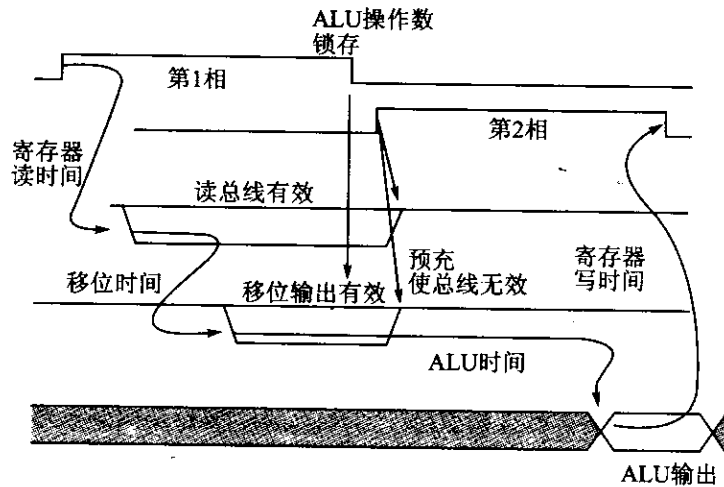 ALU操作数
锁存
第1相
第2相
寄存器
读时间
读总线有效
移位时间
移位输出有效
预充
使总线无效
寄存器
写时间
ALU时间
ALU输出